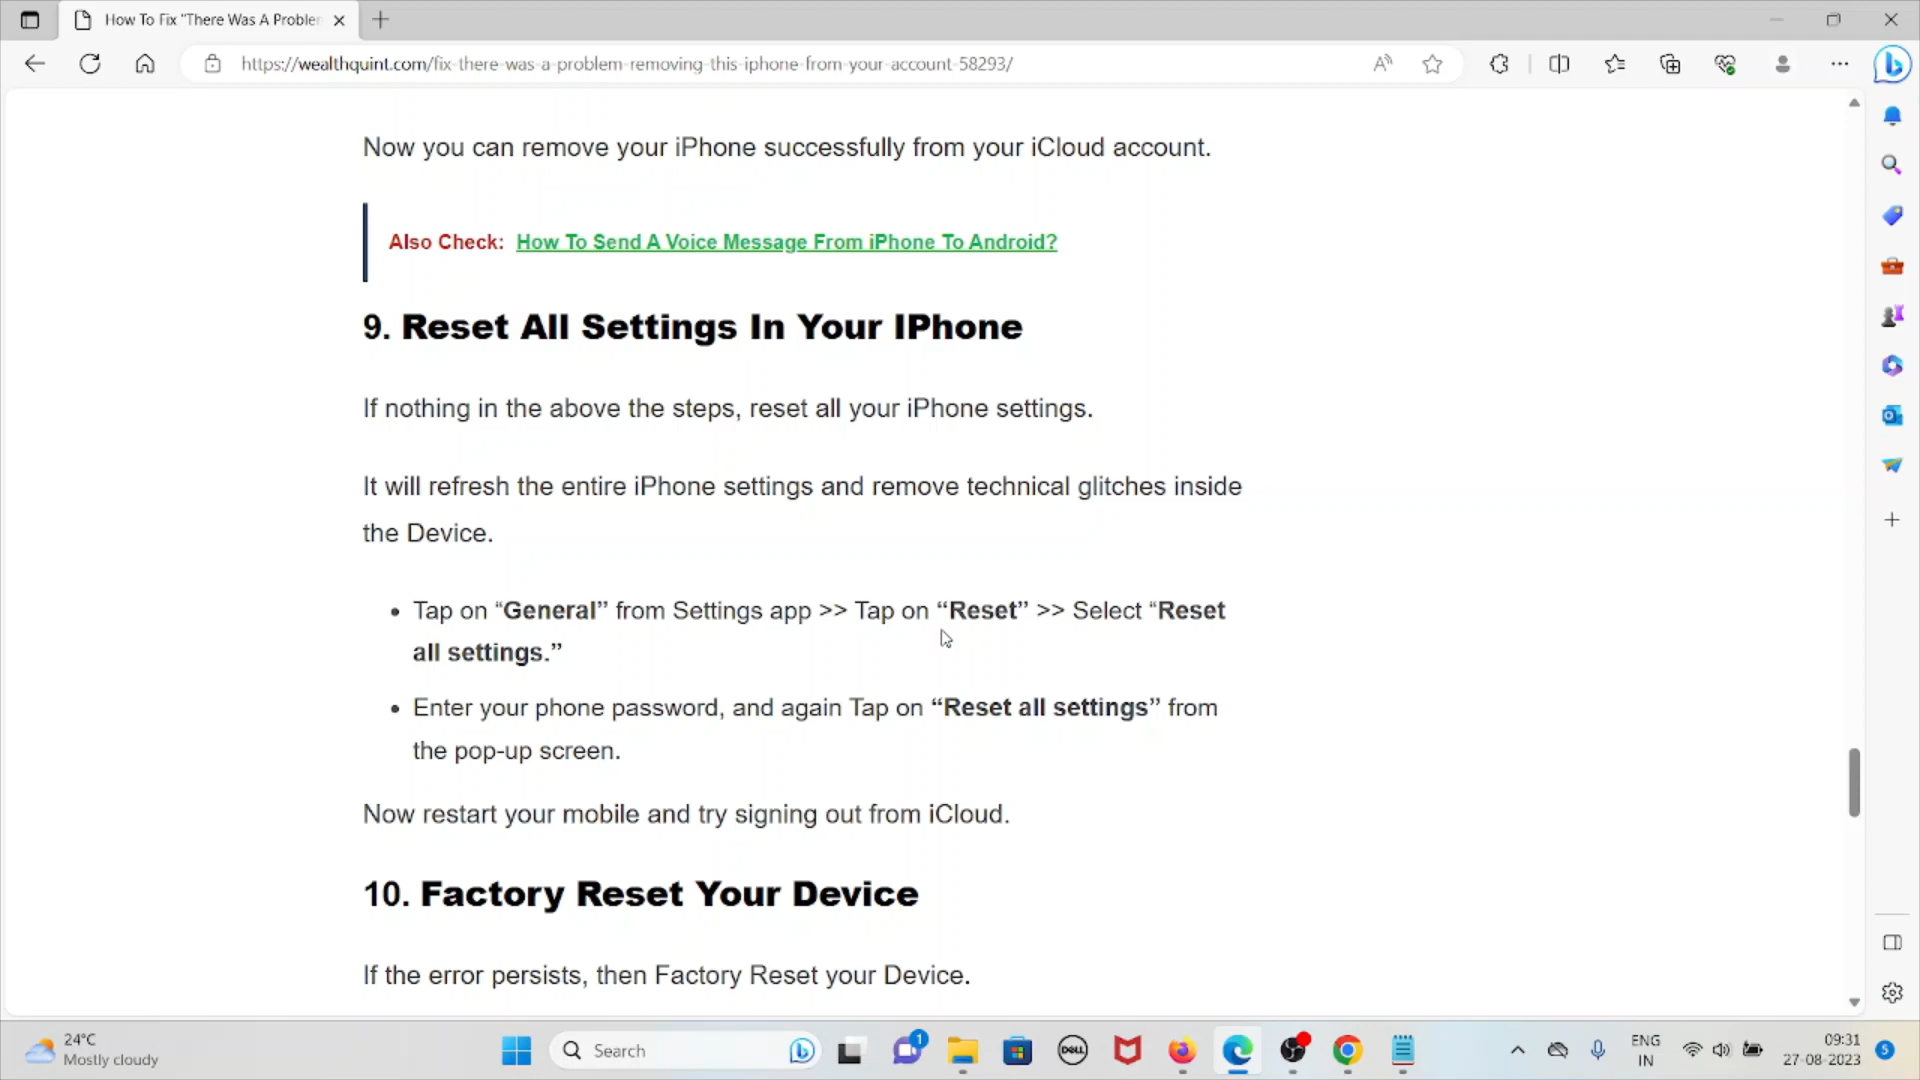 How To Fix "There Was A Probler
https://wealthquint.com/fix-there-was-a-problem-removing-this-iphone-from-your-account-58293/
Now you can remove your iPhone successfully from your iCloud account.
Also Check: How To Send A Voice Message From iPhone To Android?
9. Reset All Settings In Your IPhone
If nothing in the above the steps, reset all your iPhone settings.
It will refresh the entire iPhone settings and remove technical glitches inside
the Device.
• Tap on “General” from Settings app >> Tap on “Reset” >> Select “Reset
all settings.”
• Enter your phone password, and again Tap on “Reset all settings” from
the pop-up screen.
Now restart your mobile and try signing out from iCloud.
10. Factory Reset Your Device
If the error persists, then Factory Reset your Device.
24°C
Mostly cloudy
Search
1
DELL
ENG
IN
09:31
27-08-2023
5